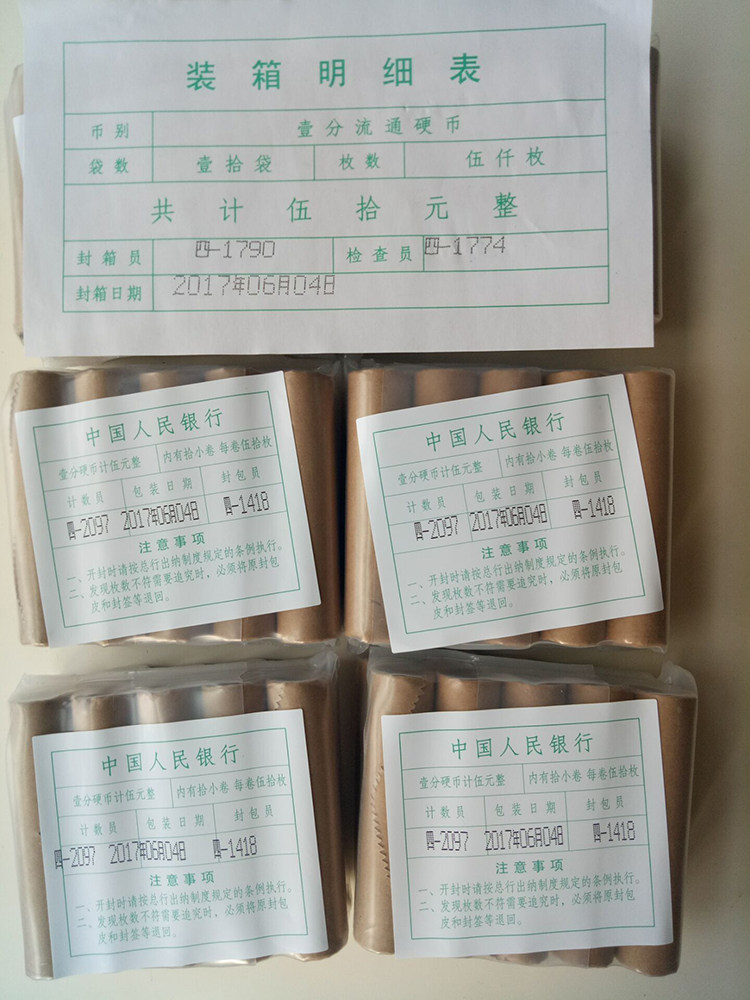 装箱明细表
币别 壹分流通硬币
袋数 壹拾袋 枚数 伍仟枚
共计伍拾元整
封箱员 四-1790 检查员 四-1774
封箱日期 2017年06月04日
中国人民银行
壹分硬币计伍元整 内有拾小卷 每卷伍拾枚
计数员 包装日期 封包员
四-2097 2017年06月04日 四-1418
注意事项
一、开封时请按总行出纳制度规定的条例执行。
二、发现枚数不符需要追究时，必须将原封包
皮和封签等退回。
中国人民银行
壹分硬币计伍元整 内有拾小卷 每卷伍拾枚
计数员 包装日期 封包员
四-2097 2017年06月04日 四-1418
注意事项
一、开封时请按总行出纳制度规定的条例执行。
二、发现枚数不符需要追究时，必须将原封包
皮和封签等退回。
中国人民银行
壹分硬币计伍元整 内有拾小卷 每卷伍拾枚
计数员 包装日期 封包员
四-2097 2017年06月04日 四-1418
注意事项
一、开封时请按总行出纳制度规定的条例执行。
二、发现枚数不符需要追究时，必须将原封包
皮和封签等退回。
中国人民银行
壹分硬币计伍元整 内有拾小卷 每卷伍拾枚
计数员 包装日期 封包员
四-2097 2017年06月04日 四-1418
注意事项
一、开封时请按总行出纳制度规定的条例执行。
二、发现枚数不符需要追究时，必须将原封包
皮和封签等退回。